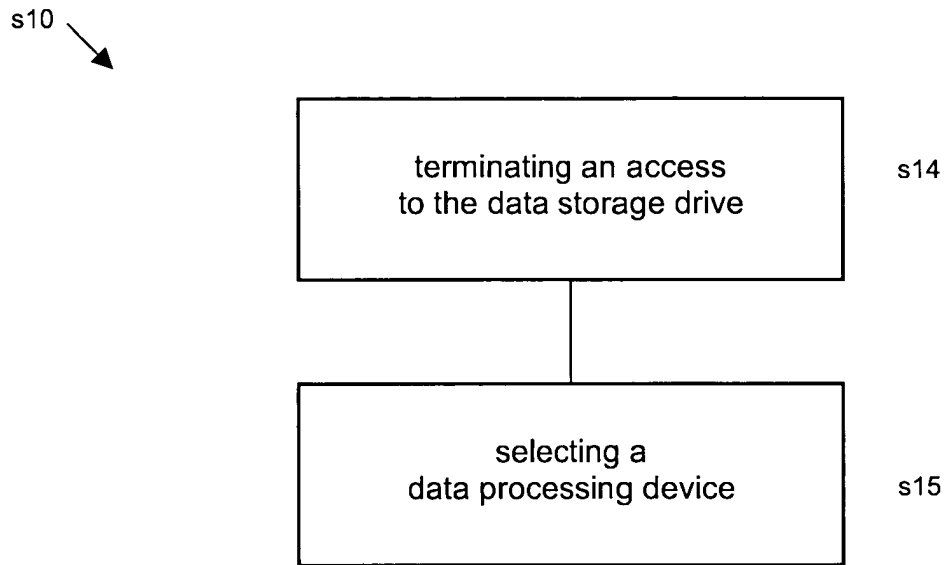 s10
terminating an access
to the data storage drive
s14
selecting a
data processing device
s15